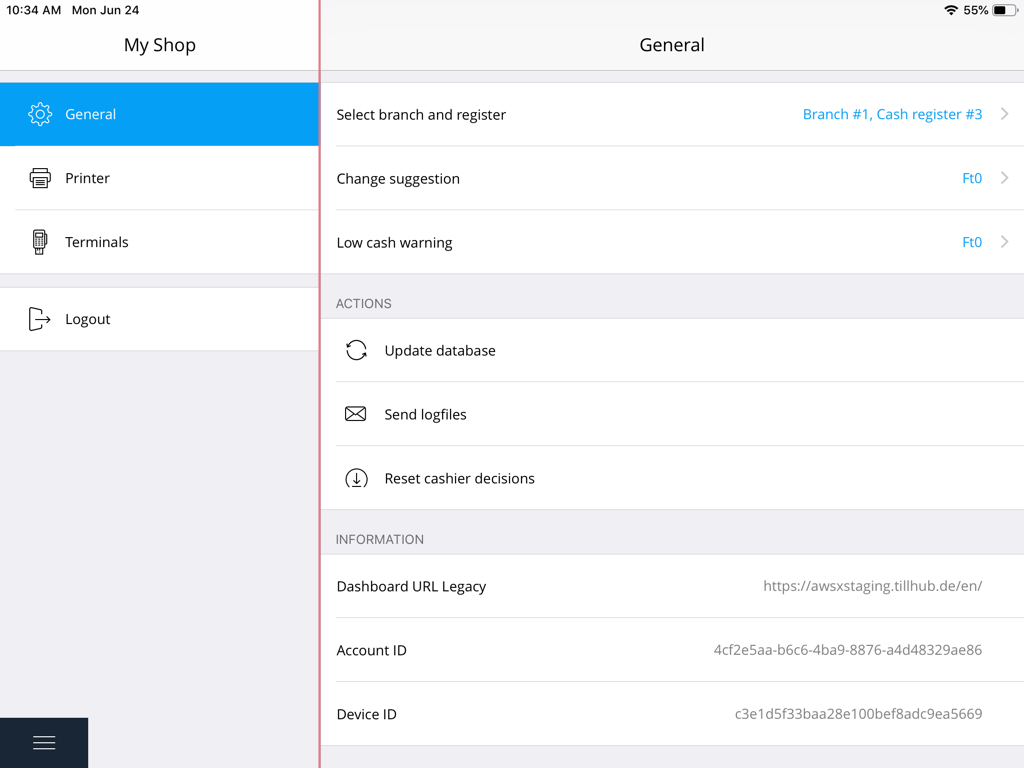 10:34 AM Mon Jun 24
55%
My Shop
General
Printer
Terminals
Logout
General
Select branch and register Branch #1, Cash register #3
Change suggestion Ft0
Low cash warning Ft0
ACTIONS
Update database
Send logfiles
Reset cashier decisions
INFORMATION
Dashboard URL Legacy https://awsxstaging.tillhub.de/en/
Account ID 4cf2e5aa-b6c6-4ba9-8876-a4d48329ae86
Device ID c3e1d5f33baa28e100bef8adc9ea5669